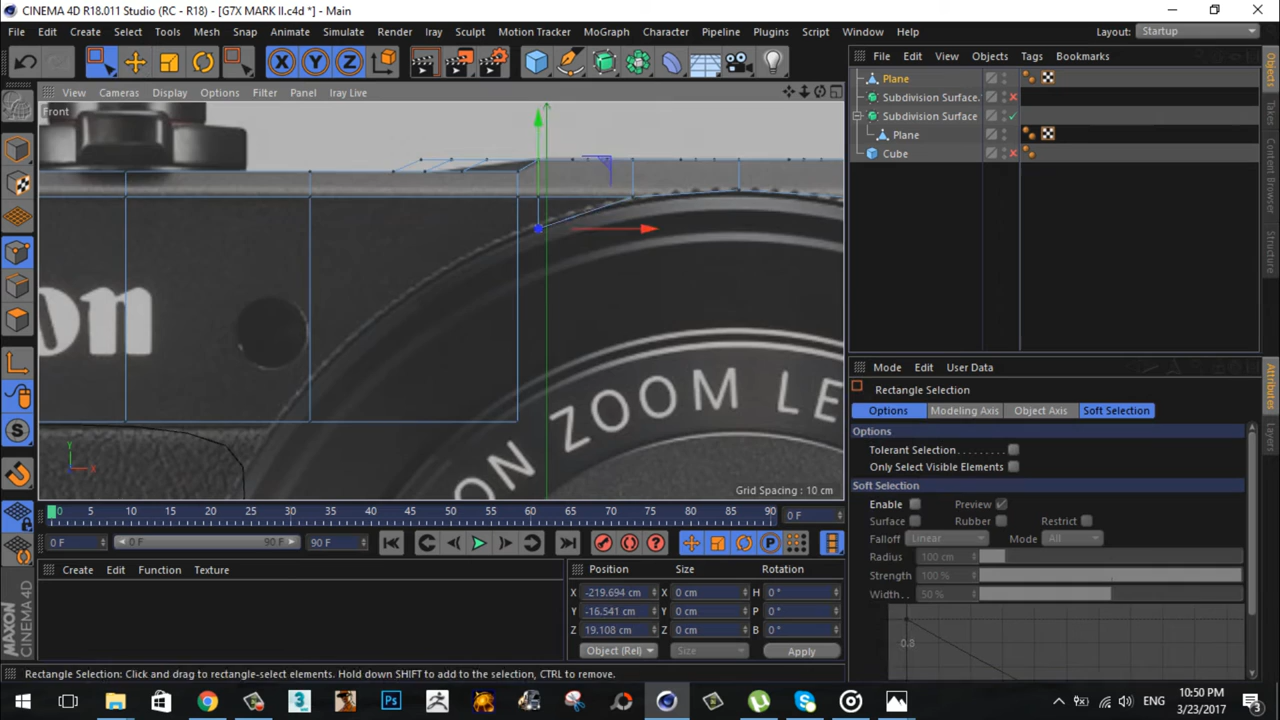 CINEMA 4D R18.011 Studio (RC - R18) - [G7X MARK II.c4d *] - Main
File Edit Create Select Tools Mesh Snap Animate Simulate Render Iray Sculpt Motion Tracker MoGraph Character Pipeline Plugins Script Window Layout: Startup
X Y Z
File Edit View Objects Tags Bookmarks
Plane
Subdivision Surface.
Subdivision Surface
Plane
Cube
Objects
Takes
Content Browser
Structure
View Cameras Display Options Filter Panel Iray Live
Front
on
ON ZOOM LE
Y
X
Grid Spacing : 10 cm
Mode Edit User Data
Rectangle Selection
Options Modeling Axis Object Axis Soft Selection
Options
Tolerant Selection
Only Select Visible Elements
Soft Selection
Enable Preview
Surface Rubber Restrict
Falloff Linear Mode All
Radius 100 cm
Strength 100 %
Width. . 50 %
0.8
Attributes
Layers
0 5 10 15 20 25 30 35 40 45 50 55 60 65 70 75 80 85 90 0 F
0 F 0 F 90 F 90 F
Create Edit Function Texture
Position Size Rotation
X -219.694 cm X 0 cm H 0 °
Y -16.541 cm Y 0 cm P 0 °
Z 19.108 cm Z 0 cm B 0 °
Object (Rel) Size Apply
MAXON
CINEMA 4D
Rectangle Selection: Click and drag to rectangle-select elements. Hold down SHIFT to add to the selection, CTRL to remove.
ENG
10:50 PM
3/23/2017